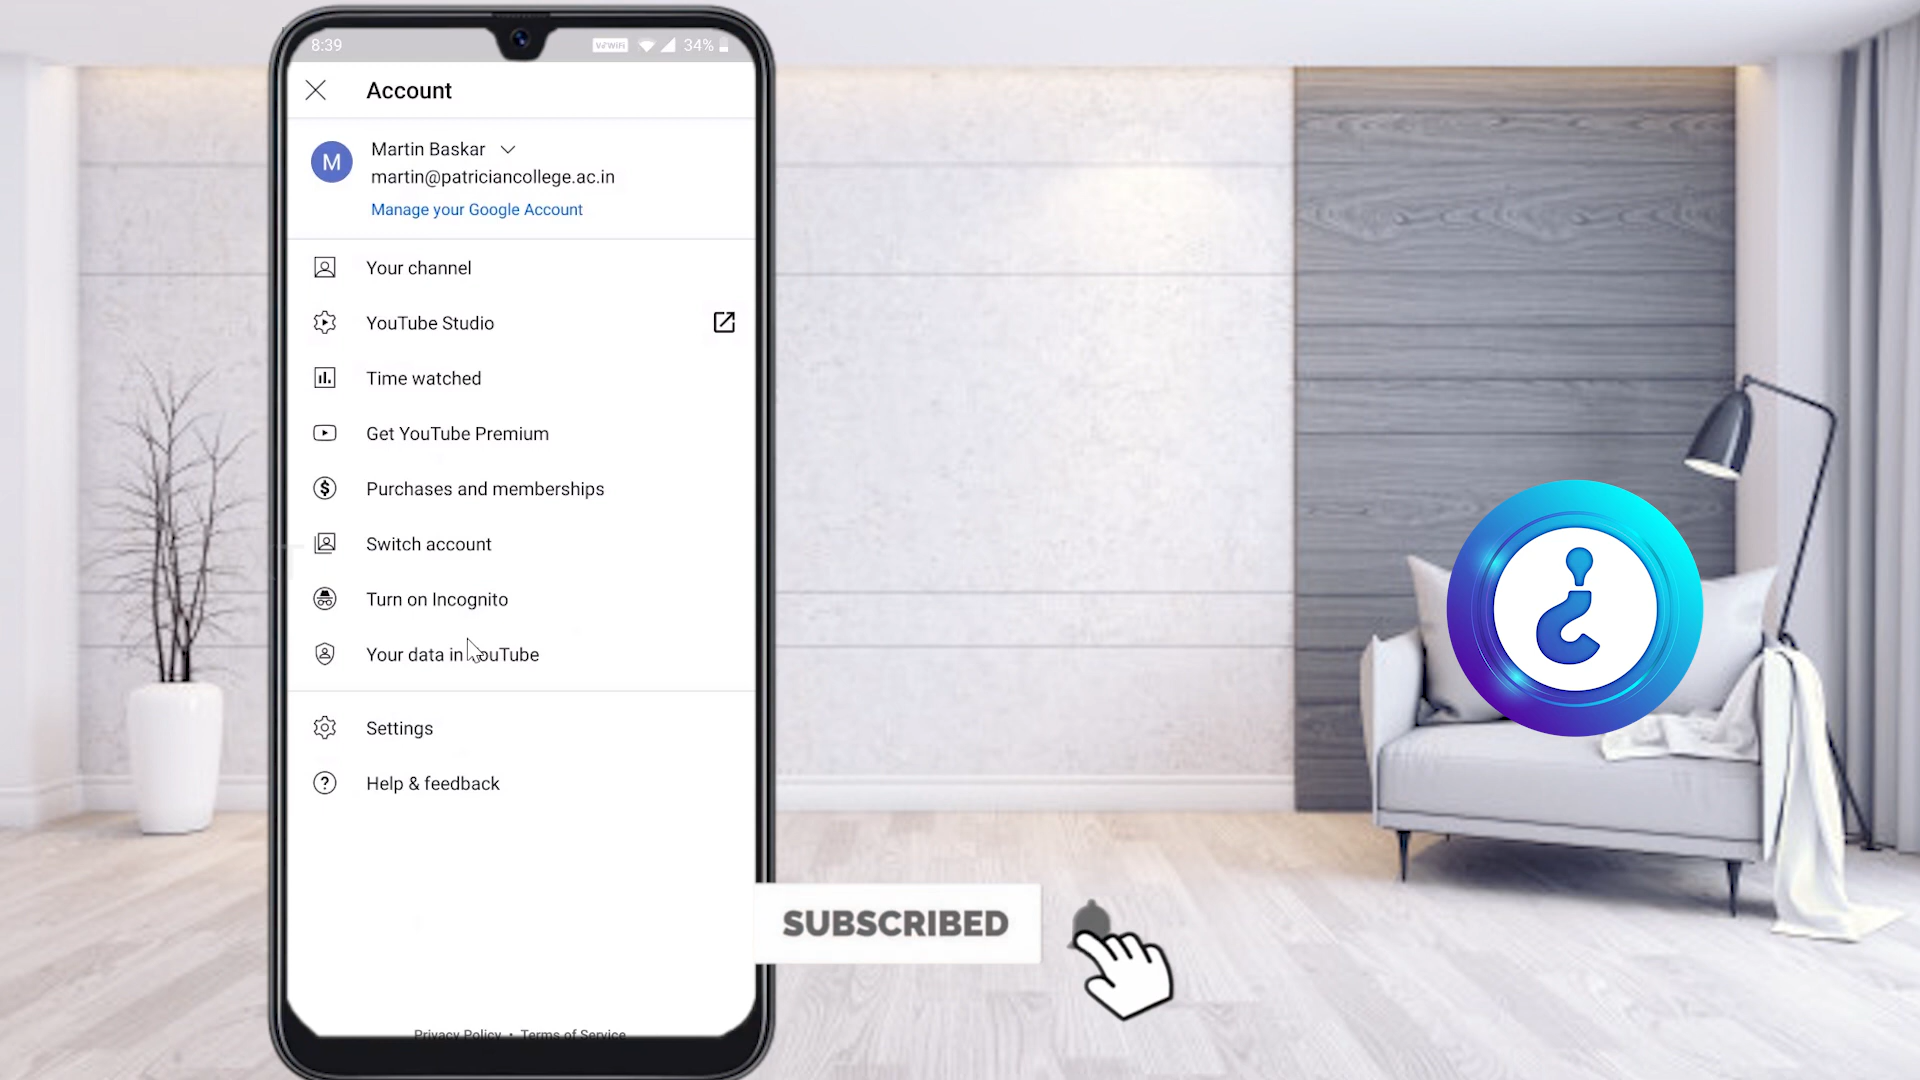 8:39
VoWiFi
34%
Account
M
Martin Baskar
martin@patriciancollege.ac.in
Manage your Google Account
Your channel
YouTube Studio
Time watched
Get YouTube Premium
Purchases and memberships
Switch account
Turn on Incognito
Your data in YouTube
Settings
Help & feedback
Privacy Policy • Terms of Service
SUBSCRIBED